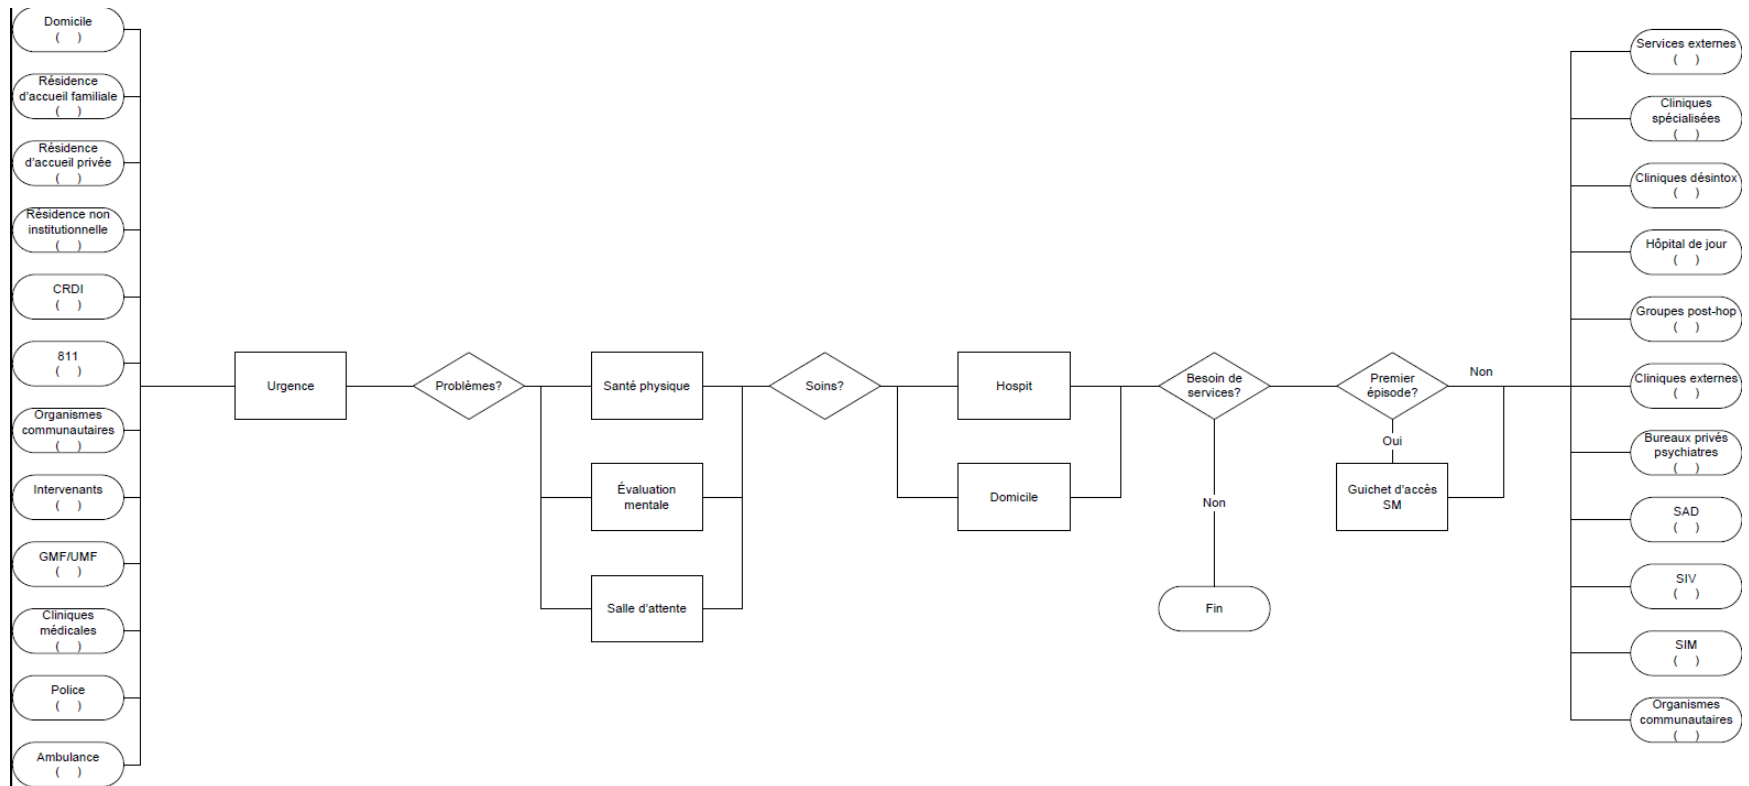 Domicile
( )
Résidence
d'accueil familiale
( )
Résidence
d'accueil privée
( )
Résidence non
institutionnelle
( )
CRDI
( )
811
( )
Organismes
communautaires
( )
Intervenants
( )
GMF/UMF
( )
Cliniques
médicales
( )
Police
( )
Ambulance
( )
Urgence
Problèmes?
Santé physique
Évaluation
mentale
Salle d'attente
Soins?
Hospit
Domicile
Besoin de
services?
Non
Fin
Premier
épisode?
Oui
Guichet d'accès
SM
Non
Services externes
( )
Cliniques
spécialisées
( )
Cliniques désintox
( )
Hôpital de jour
( )
Groupes post-hop
( )
Cliniques externes
( )
Bureaux privés
psychiatres
( )
SAD
( )
SIV
( )
SIM
( )
Organismes
communautaires
( )